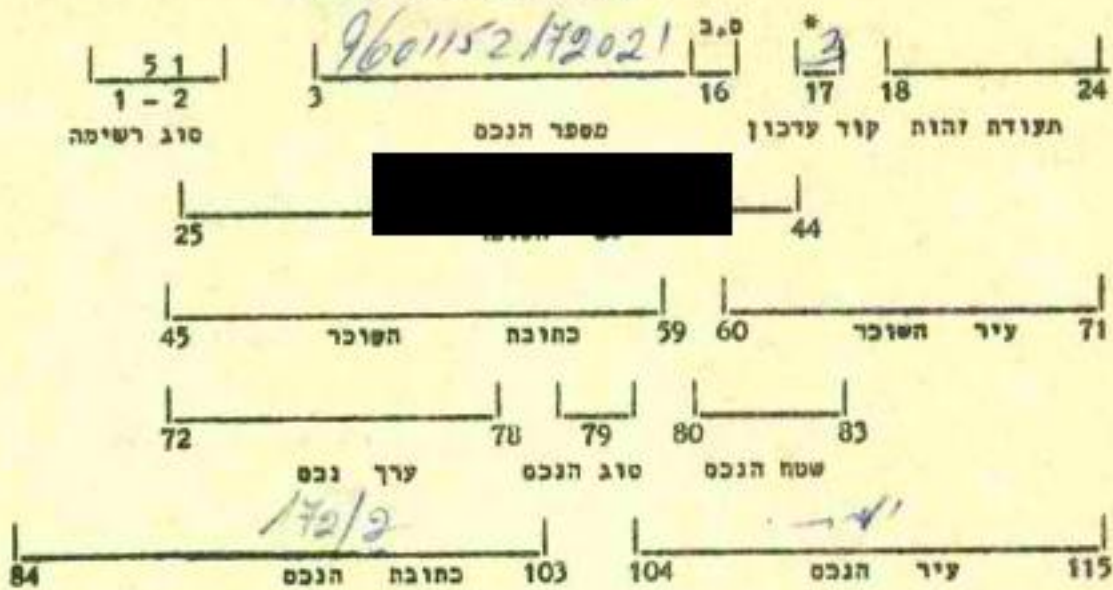 51 9601152172021 ס.ב * 3
1-2 3 16 17 18 24
סוג רשימה מספר הנכס קוד עדכון תעודת זהות
25 44
45 כתובת השוכר 59 60 עיר השוכר 71
72 78 79 80 83
ערך נכס סוג הנכס שטח הנכס
172/2
84 כתובת הנכס 103 104 עיר הנכס 115